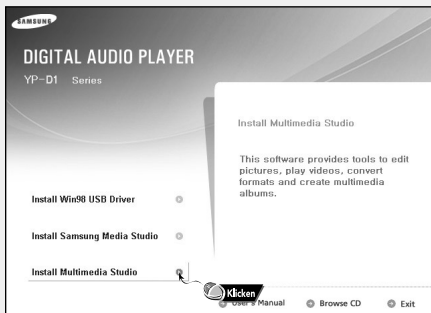 SAMSUNG
DIGITAL AUDIO PLAYER
YP-D1 Series
Install Multimedia Studio
This software provides tools to edit
pictures, play videos, convert
formats and create multimedia
albums.
Install Win98 USB Driver
Install Samsung Media Studio
Install Multimedia Studio
Klicken
User's Manual
Browse CD
Exit